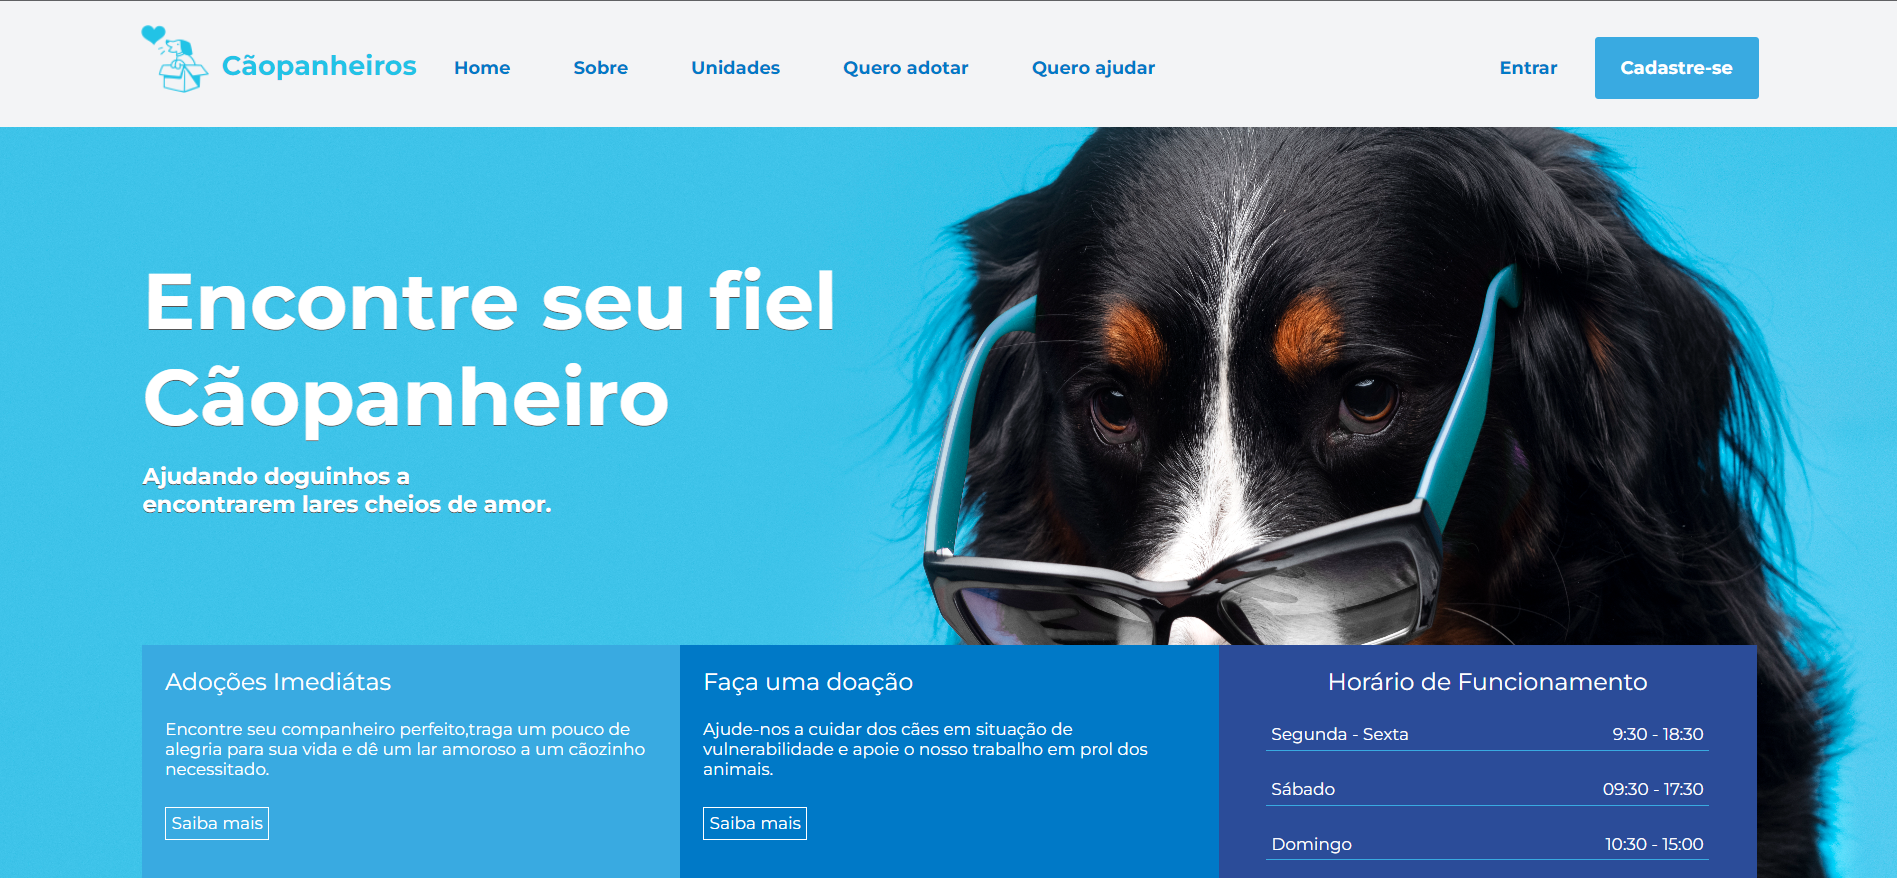 Cãopanheiros
Home
Sobre
Unidades
Quero adotar
Quero ajudar
Entrar
Cadastre-se
Encontre seu fiel
Cãopanheiro
Ajudando doguinhos a
encontrarem lares cheios de amor.
Adoções Imediátas
Encontre seu companheiro perfeito,traga um pouco de
alegria para sua vida e dê um lar amoroso a um cãozinho
necessitado.
Saiba mais
Faça uma doação
Ajude-nos a cuidar dos cães em situação de
vulnerabilidade e apoie o nosso trabalho em prol dos
animais.
Saiba mais
Horário de Funcionamento
Segunda - Sexta 9:30 - 18:30
Sábado 09:30 - 17:30
Domingo 10:30 - 15:00